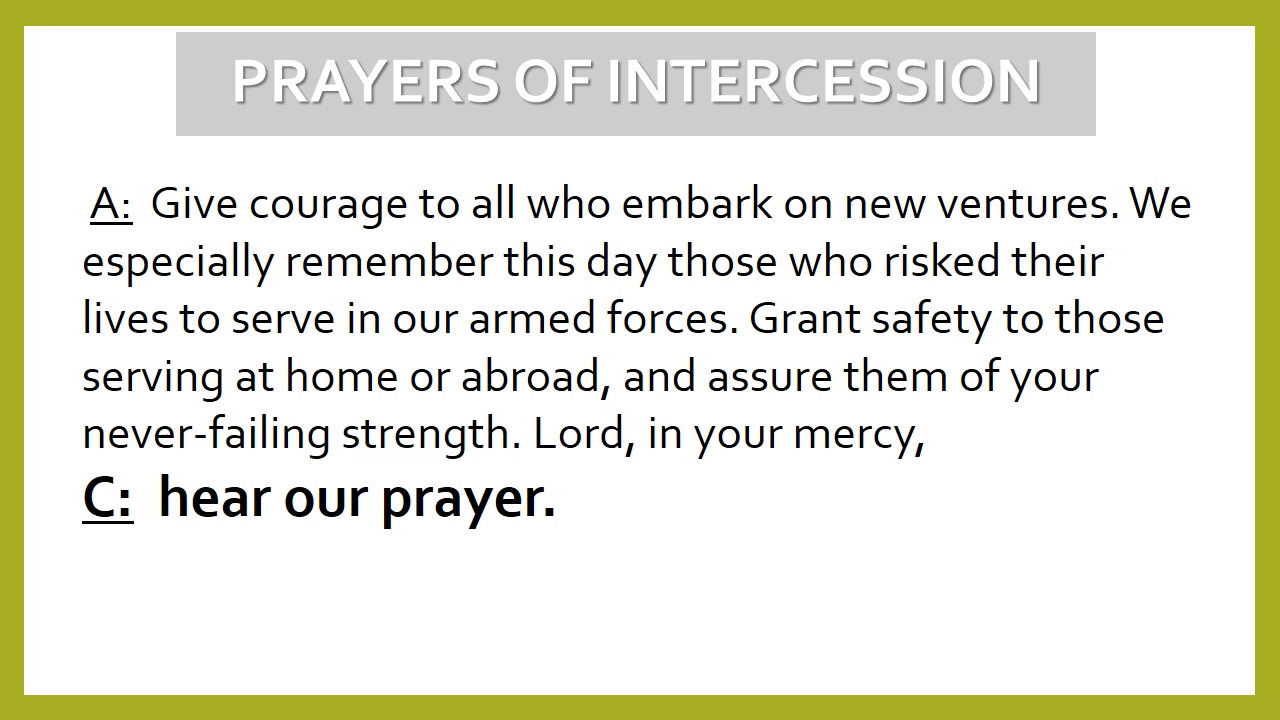 PRAYERS OF INTERCESSION
A: Give courage to all who embark on new ventures. We
especially remember this day those who risked their
lives to serve in our armed forces. Grant safety to those
serving at home or abroad, and assure them of your
never-failing strength. Lord, in your mercy,
C: hear our prayer.